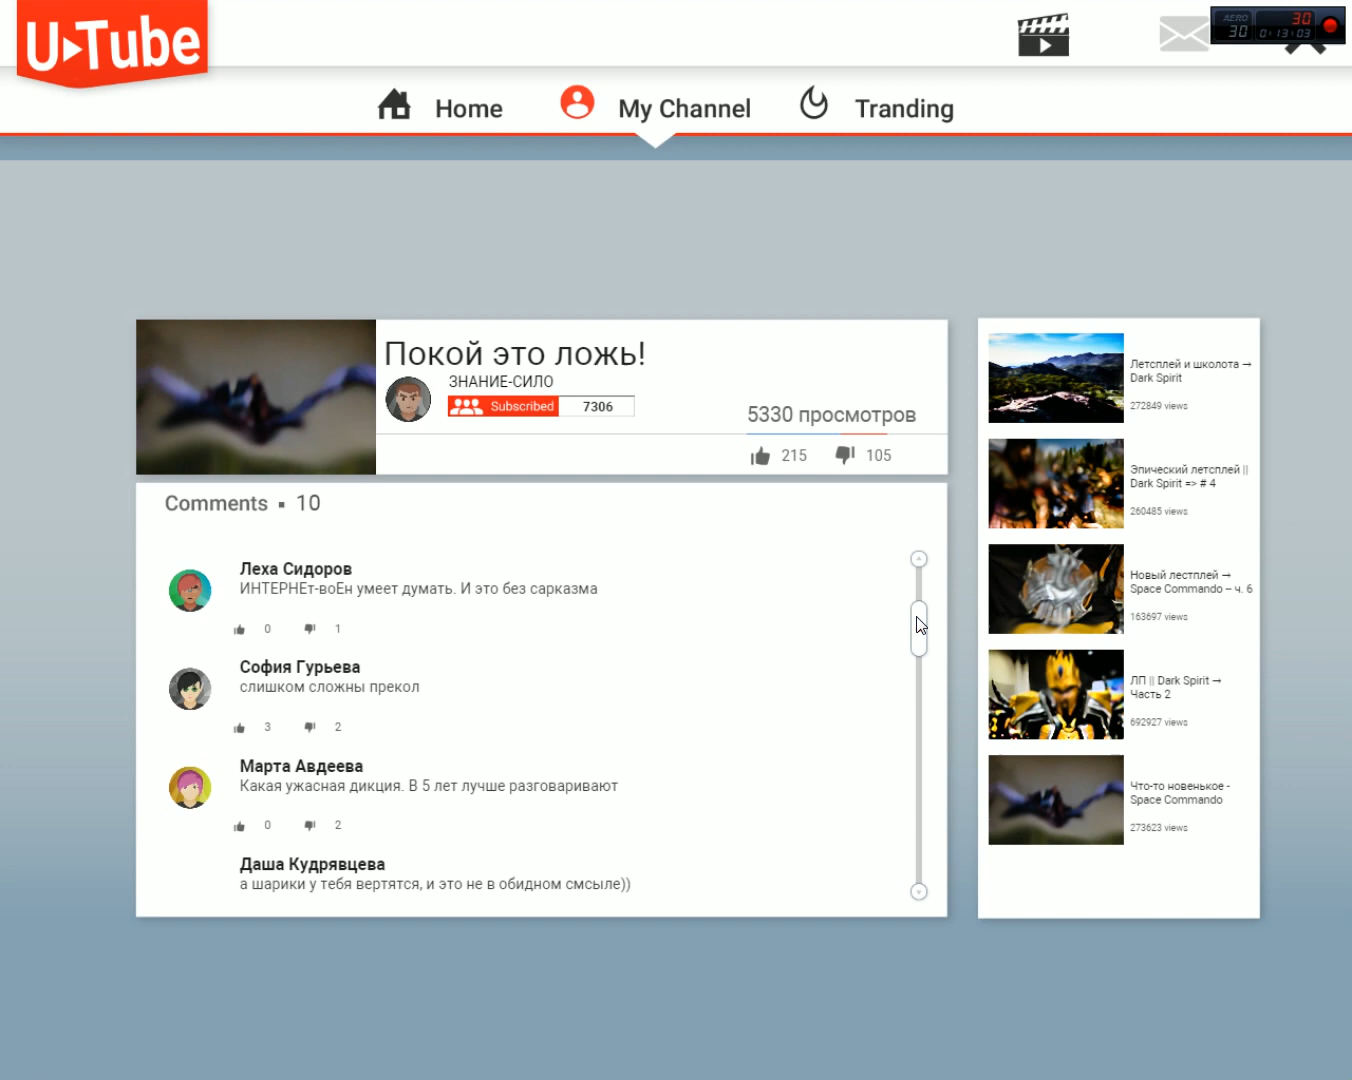 U Tube
AERO
30
30
0:13:03
Home
My Channel
Tranding
Покой это ложь!
ЗНАНИЕ-СИЛО
Subscribed
7306
5330 просмотров
215
105
Comments ▪ 10
Леха Сидоров
ИНТЕРНЕт-воЕн умеет думать. И это без сарказма
0
1
София Гурьева
слишком сложны прекол
3
2
Марта Авдеева
Какая ужасная дикция. В 5 лет лучше разговаривают
0
2
Даша Кудрявцева
а шарики у тебя вертятся, и это не в обидном смсыле))
Летсплей и школота →
Dark Spirit
272849 views
Эпический летсплей ||
Dark Spirit => # 4
260485 views
Новый лестплей →
Space Commando – ч. 6
163697 views
ЛП || Dark Spirit →
Часть 2
692927 views
Что-то новенькое -
Space Commando
273623 views